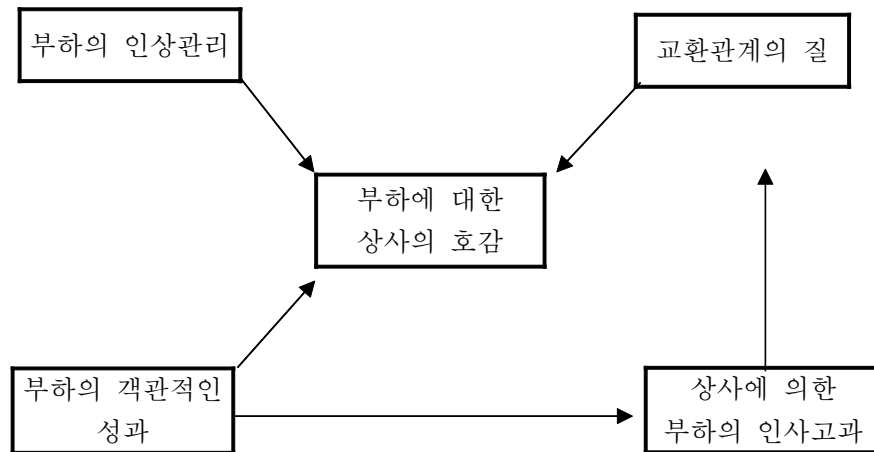 부하의 인상관리
교환관계의 질
부하에 대한
상사의 호감
부하의 객관적인
성과
상사에 의한
부하의 인사고과